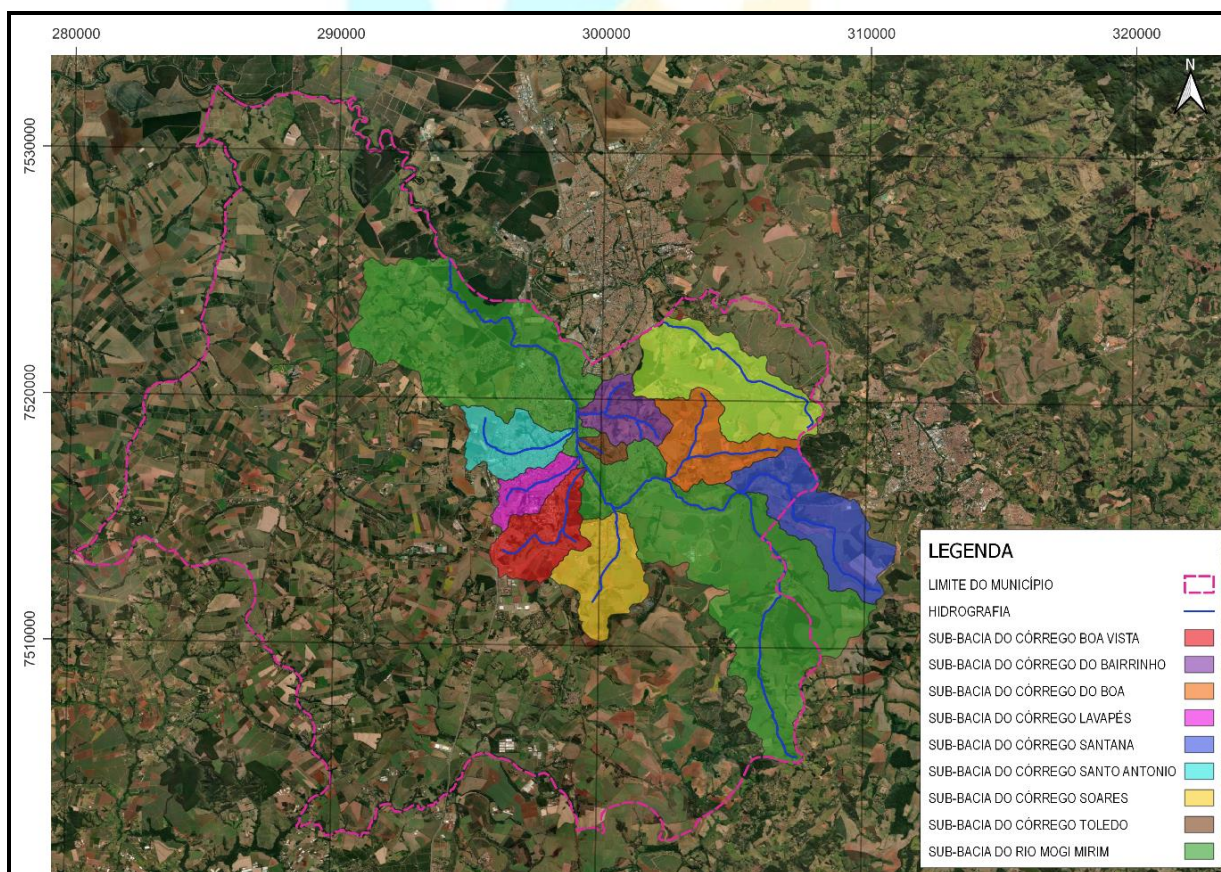 280000
290000
300000
310000
320000
N
7530000
7520000
7510000
LEGENDA
LIMITE DO MUNICÍPIO
HIDROGRAFIA
SUB-BACIA DO CÓRREGO BOA VISTA
SUB-BACIA DO CÓRREGO DO BAIRRINHO
SUB-BACIA DO CÓRREGO DO BOA
SUB-BACIA DO CÓRREGO LAVAPÉS
SUB-BACIA DO CÓRREGO SANTANA
SUB-BACIA DO CÓRREGO SANTO ANTONIO
SUB-BACIA DO CÓRREGO SOARES
SUB-BACIA DO CÓRREGO TOLEDO
SUB-BACIA DO RIO MOGI MIRIM